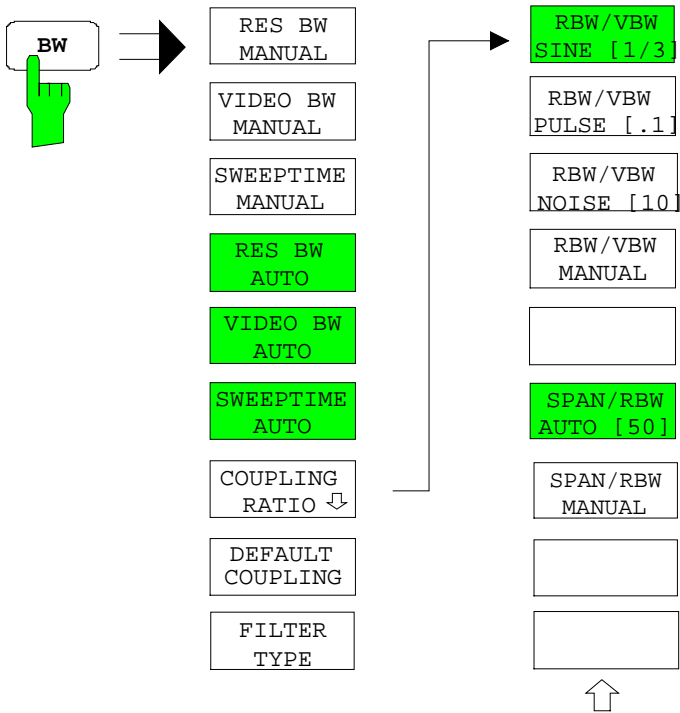 BW
RES BW
MANUAL
VIDEO BW
MANUAL
SWEEPTIME
MANUAL
RES BW
AUTO
VIDEO BW
AUTO
SWEEPTIME
AUTO
COUPLING
RATIO
DEFAULT
COUPLING
FILTER
TYPE
RBW/VBW
SINE [1/3]
RBW/VBW
PULSE [.1]
RBW/VBW
NOISE [10]
RBW/VBW
MANUAL
SPAN/RBW
AUTO [50]
SPAN/RBW
MANUAL